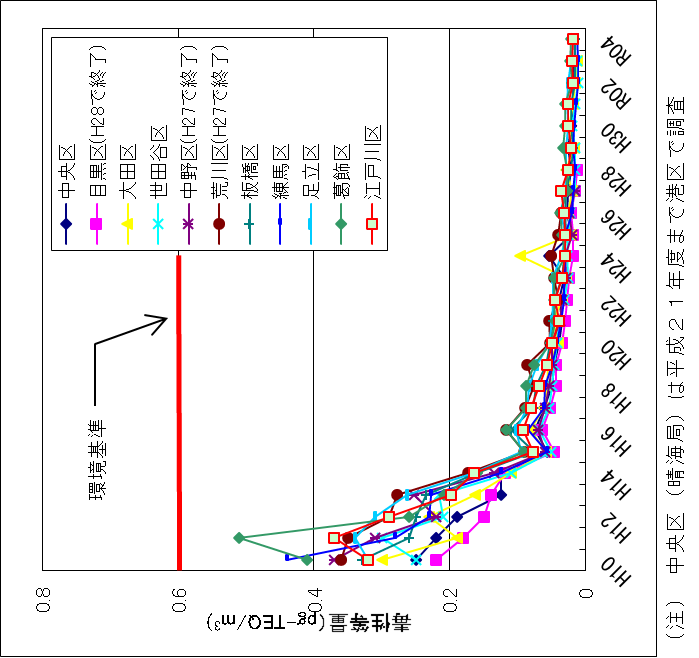 0.8
0.6
0.4
0.2
0
毒性等量(pg-TEQ/m³)
環境基準
中央区
目黒区(H28で終了)
大田区
世田谷区
中野区(H27で終了)
荒川区(H27で終了)
板橋区
練馬区
足立区
葛飾区
江戸川区
H10
H12
H14
H16
H18
H20
H22
H24
H26
H28
H30
R02
R04
(注) 中央区(晴海局)は平成21年度まで港区で調査